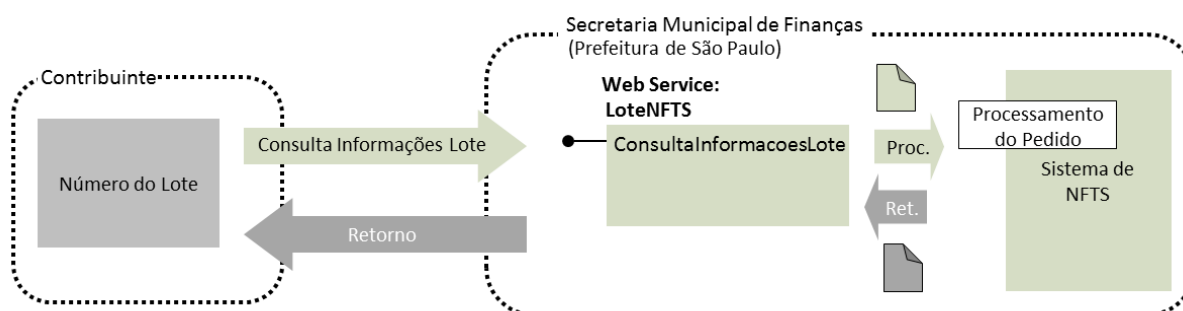 Secretaria Municipal de Finanças
(Prefeitura de São Paulo)
Contribuinte
Número do Lote
Consulta Informações Lote
Retorno
Web Service:
LoteNFTS
ConsultaInformacoesLote
Proc.
Ret.
Processamento
do Pedido
Sistema de
NFTS